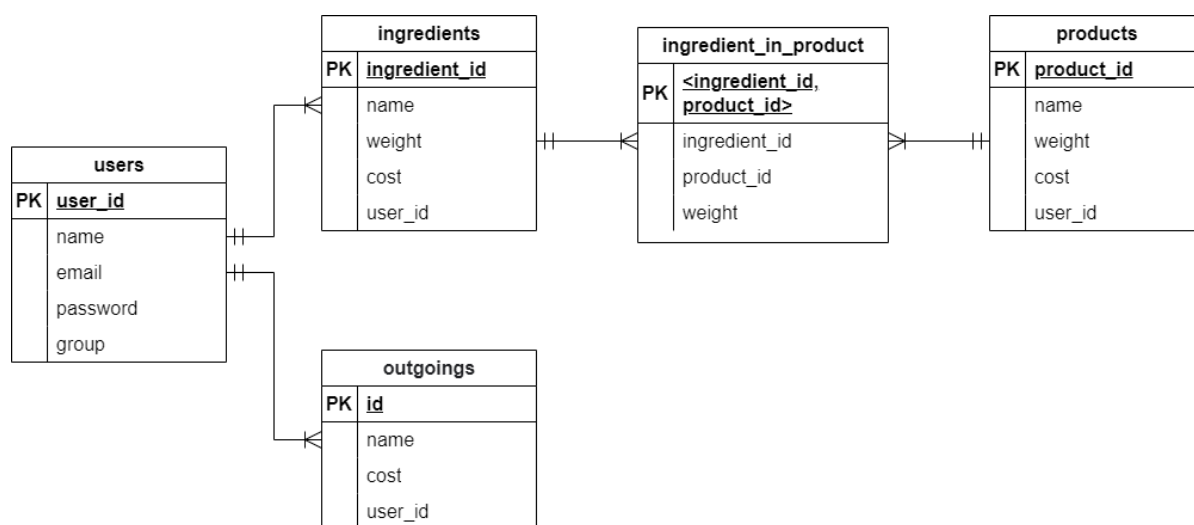 users
PK user_id
name
email
password
group
ingredients
PK ingredient_id
name
weight
cost
user_id
outgoings
PK id
name
cost
user_id
ingredient_in_product
PK <ingredient_id,
product_id>
ingredient_id
product_id
weight
products
PK product_id
name
weight
cost
user_id